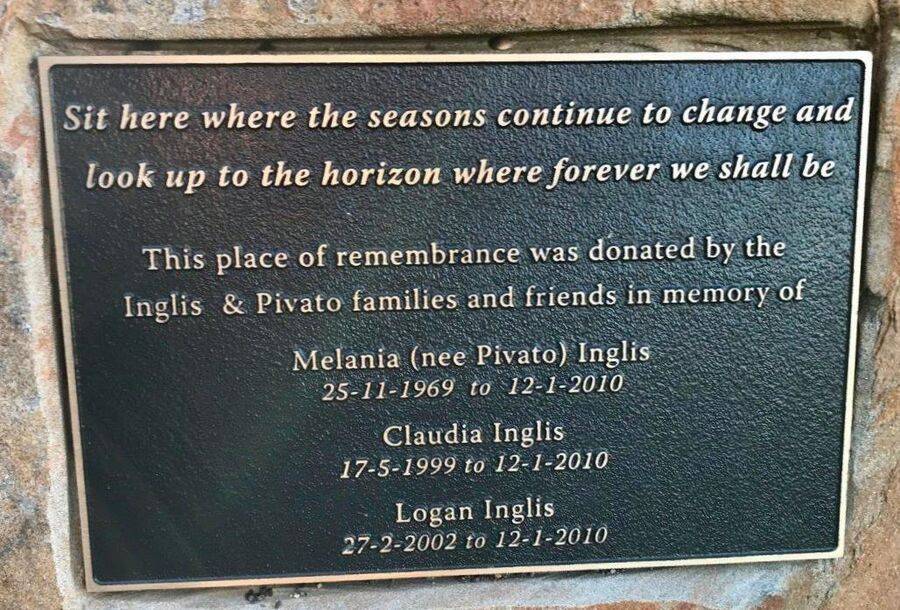 Sit here where the seasons continue to change and
look up to the horizon where forever we shall be
This place of remembrance was donated by the
Inglis & Pivato families and friends in memory of
Melania (nee Pivato) Inglis
25-11-1969 to 12-1-2010
Claudia Inglis
17-5-1999 to 12-1-2010
Logan Inglis
27-2-2002 to 12-1-2010